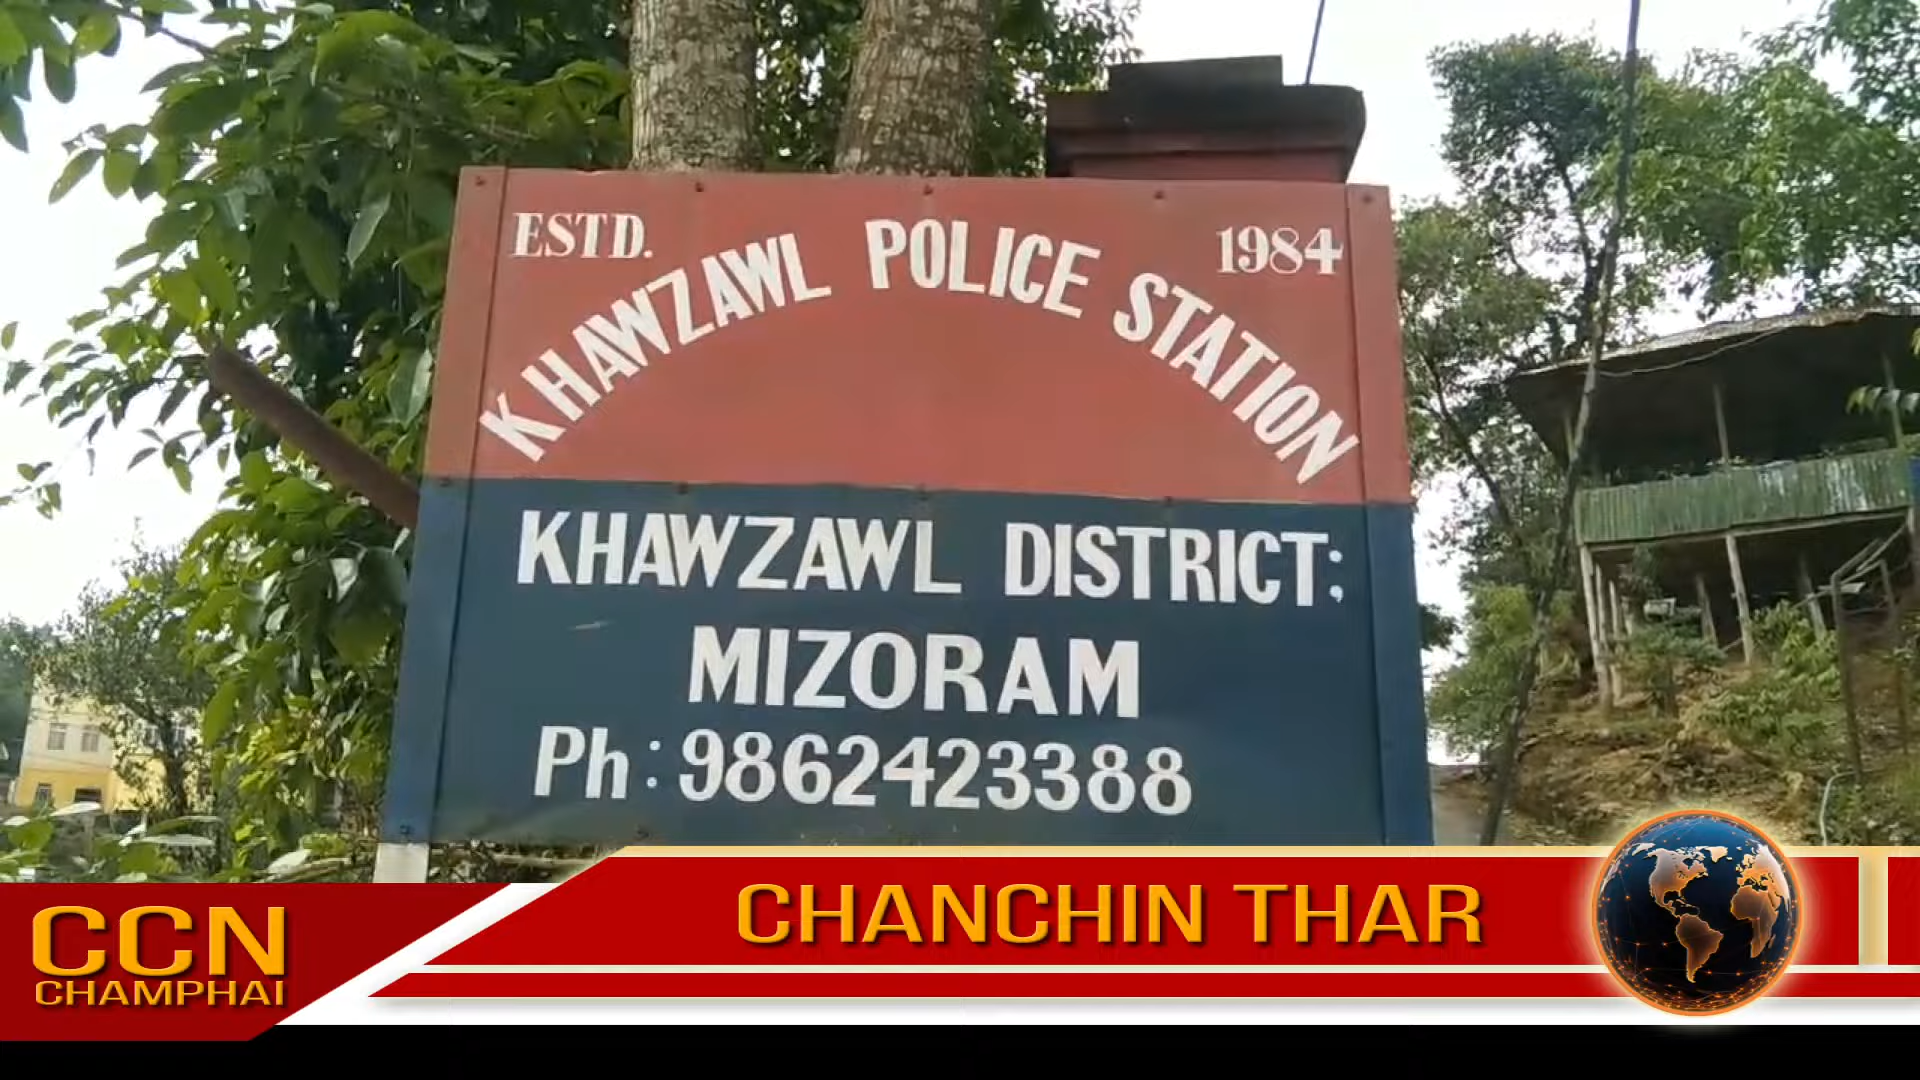 ESTD. 1984
KHAWZAWL POLICE STATION
KHAWZAWL DISTRICT;
MIZORAM
Ph : 9862423388
CHANCHIN THAR
CCN
CHAMPHAI